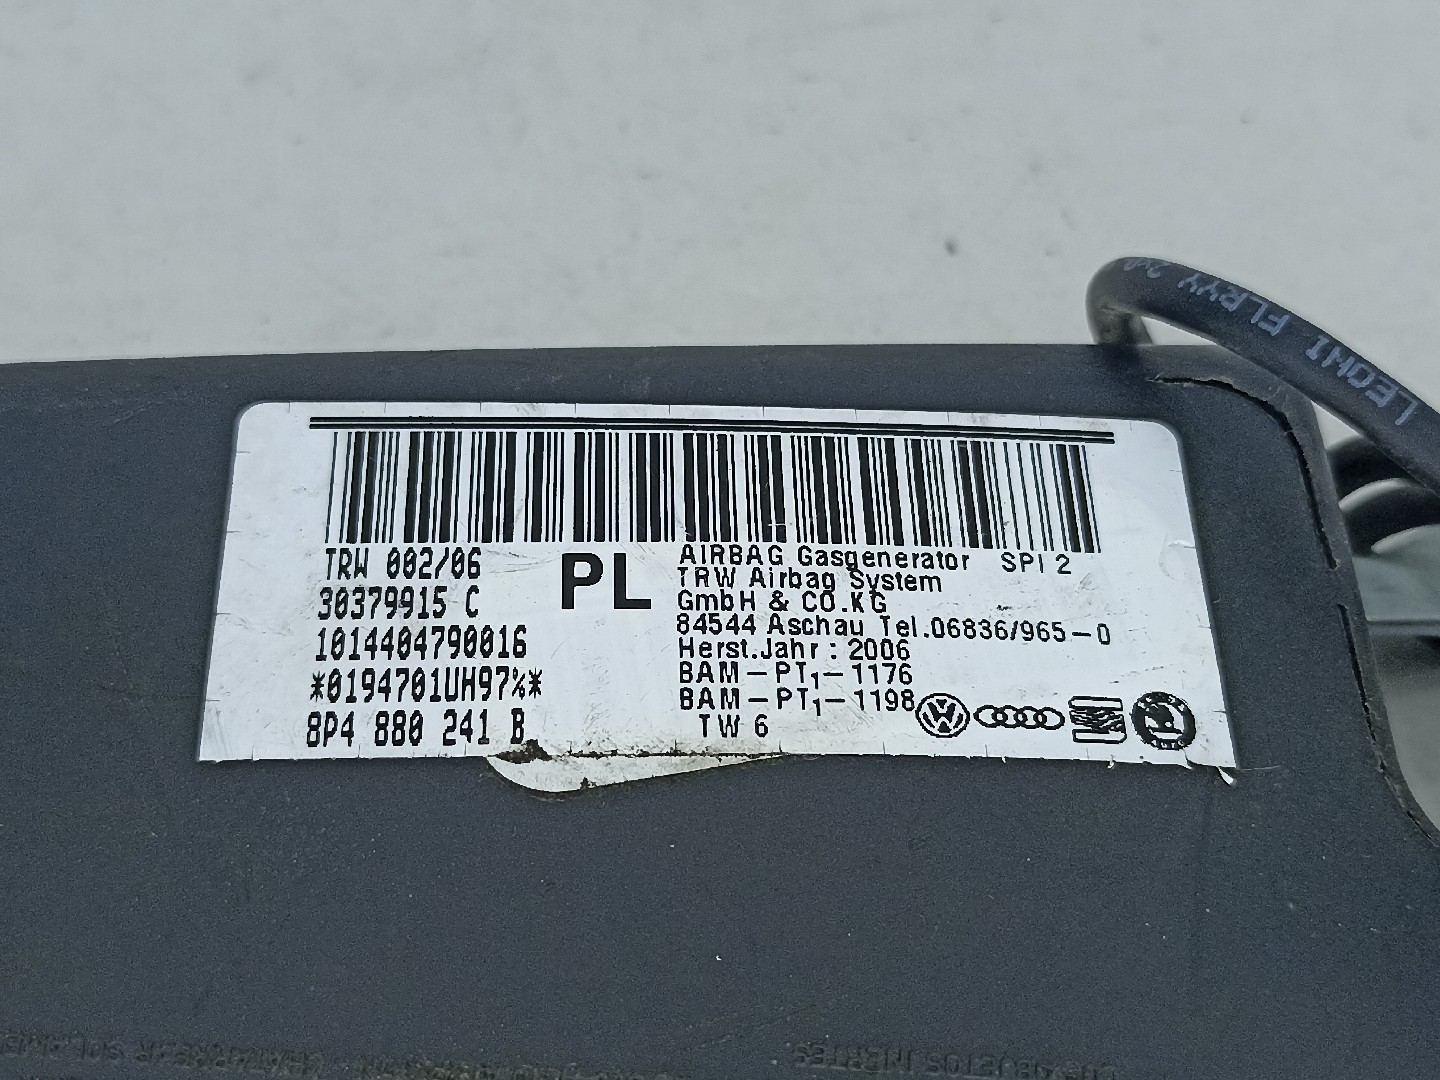 TRW 002/06
30379915 C
1014404790016
*0194701UH97%*
8P4 880 241 B
PL
AIRBAG Gasgenerator SPI 2
TRW Airbag System
GmbH & CO.KG
84544 Aschau Tel.06836/965-0
Herst.Jahr: 2006
BAM-PT1-1176
BAM-PT1-1198
TW 6
LEONI FLRYY
OBJETOS INERTES